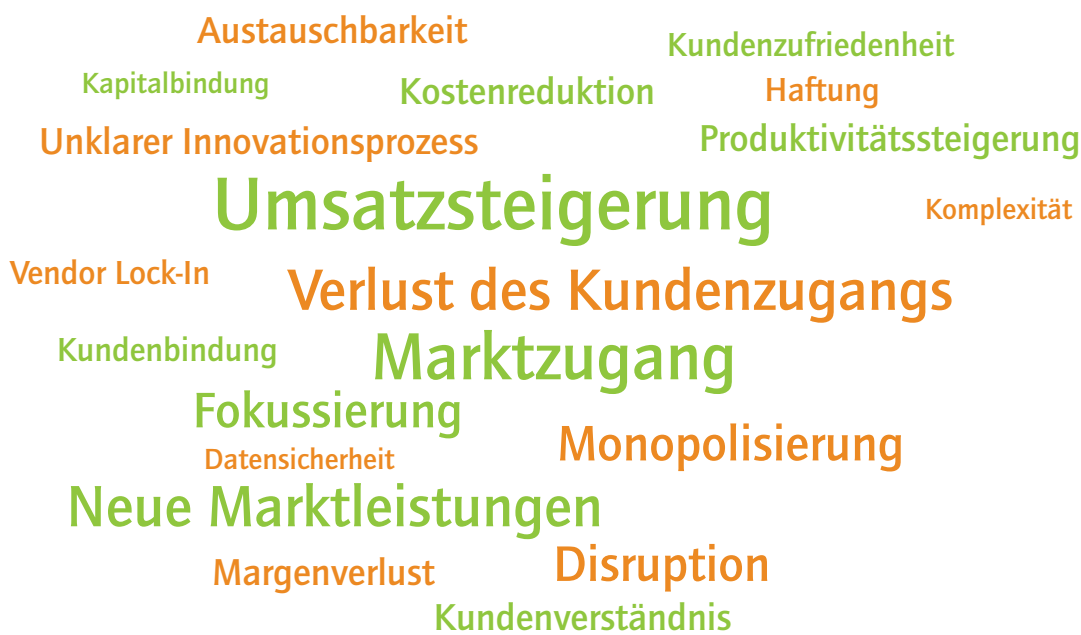 Austauschbarkeit
Kundenzufriedenheit
Kapitalbindung
Kostenreduktion
Haftung
Unklarer Innovationsprozess
Produktivitätssteigerung
Umsatzsteigerung
Komplexität
Vendor Lock-In
Verlust des Kundenzugangs
Kundenbindung
Marktzugang
Fokussierung
Monopolisierung
Datensicherheit
Neue Marktleistungen
Disruption
Margenverlust
Kundenverständnis